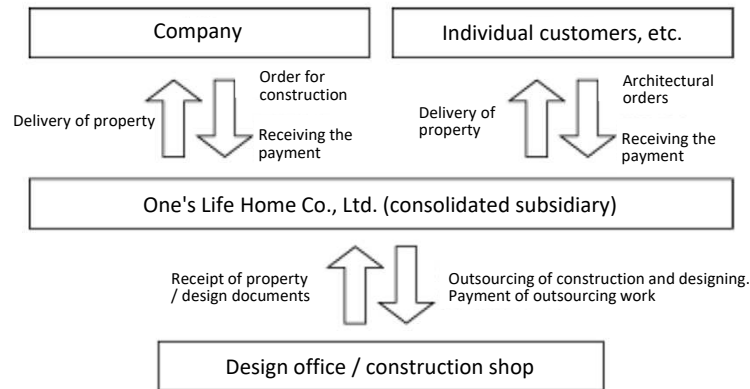 Company
Individual customers, etc.
Delivery of property
Order for
construction
Receiving the
payment
Delivery of
property
Architectural
orders
Receiving the
payment
One's Life Home Co., Ltd. (consolidated subsidiary)
Receipt of property
/ design documents
Outsourcing of construction and designing.
Payment of outsourcing work
Design office / construction shop